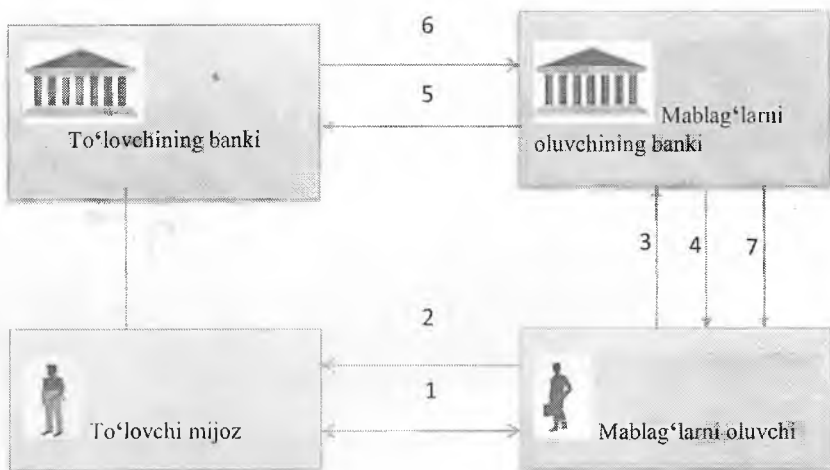 6
5
To‘lovchining banki
Mablag‘larni
oluvchining banki
3 4 7
2
1
To‘lovchi mijoz
Mablag‘larni oluvchi